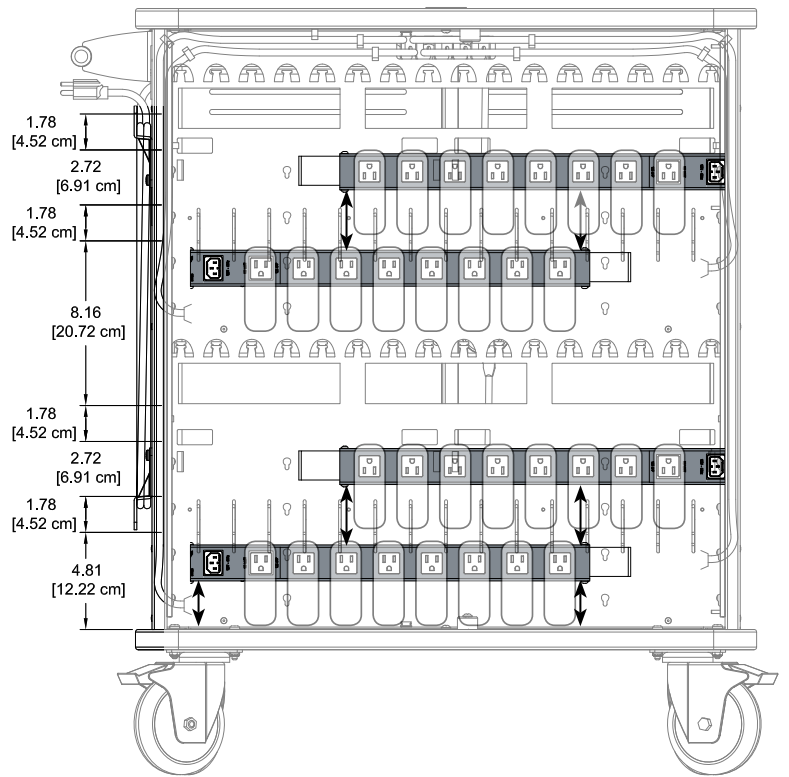 1.78
[4.52 cm]
2.72
[6.91 cm]
1.78
[4.52 cm]
8.16
[20.72 cm]
1.78
[4.52 cm]
2.72
[6.91 cm]
1.78
[4.52 cm]
4.81
[12.22 cm]